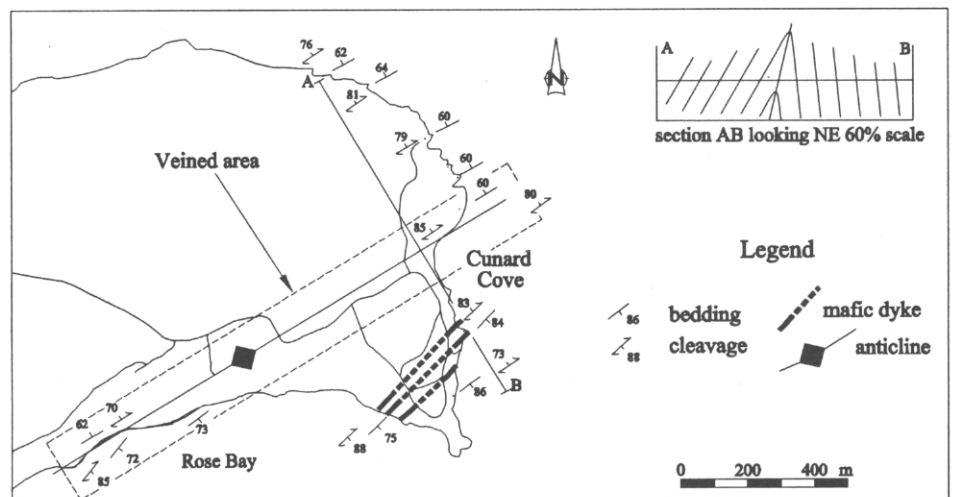 76
62
64
A
81
60
79
60
60
80
85
Veined area
Cunard
Cove
83
84
73
B
86
75
88
70
62
73
72
85
Rose Bay
N
A
B
section AB looking NE 60% scale
Legend
86
bedding
mafic dyke
88
cleavage
anticline
0 200 400 m